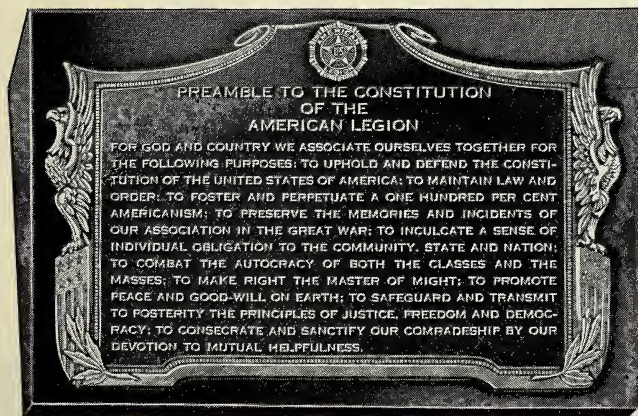 AMERICAN
US
LEGION
PREAMBLE TO THE CONSTITUTION
OF THE
AMERICAN LEGION
FOR GOD AND COUNTRY WE ASSOCIATE OURSELVES TOGETHER FOR
THE FOLLOWING PURPOSES: TO UPHOLD AND DEFEND THE CONSTI-
TUTION OF THE UNITED STATES OF AMERICA; TO MAINTAIN LAW AND
ORDER; TO FOSTER AND PERPETUATE A ONE HUNDRED PER CENT
AMERICANISM; TO PRESERVE THE MEMORIES AND INCIDENTS OF
OUR ASSOCIATION IN THE GREAT WAR; TO INCULCATE A SENSE OF
INDIVIDUAL OBLIGATION TO THE COMMUNITY, STATE AND NATION;
TO COMBAT THE AUTOCRACY OF BOTH THE CLASSES AND THE
MASSES; TO MAKE RIGHT THE MASTER OF MIGHT; TO PROMOTE
PEACE AND GOOD-WILL ON EARTH; TO SAFEGUARD AND TRANSMIT
TO POSTERITY THE PRINCIPLES OF JUSTICE, FREEDOM AND DEMOC-
RACY; TO CONSECRATE AND SANCTIFY OUR COMRADESHIP BY OUR
DEVOTION TO MUTUAL HELPFULNESS.